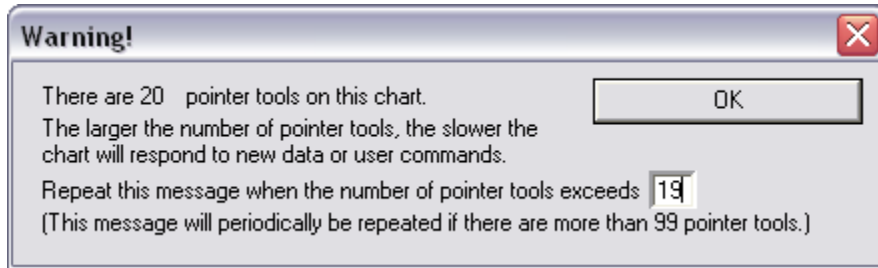 Warning!
There are 20 pointer tools on this chart.
OK
The larger the number of pointer tools, the slower the
chart will respond to new data or user commands.
Repeat this message when the number of pointer tools exceeds 19
(This message will periodically be repeated if there are more than 99 pointer tools.)